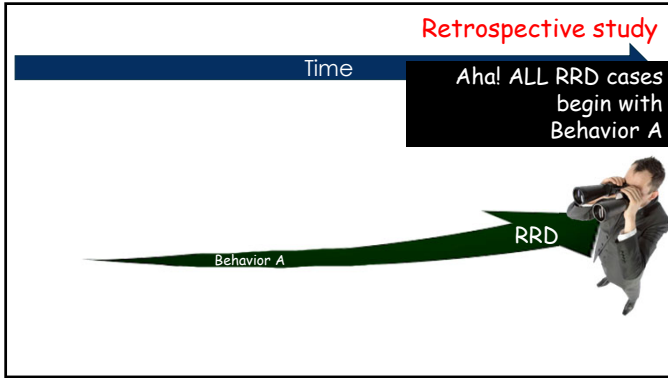 Retrospective study
Time
Aha! ALL RRD cases
begin with
Behavior A
RRD
Behavior A